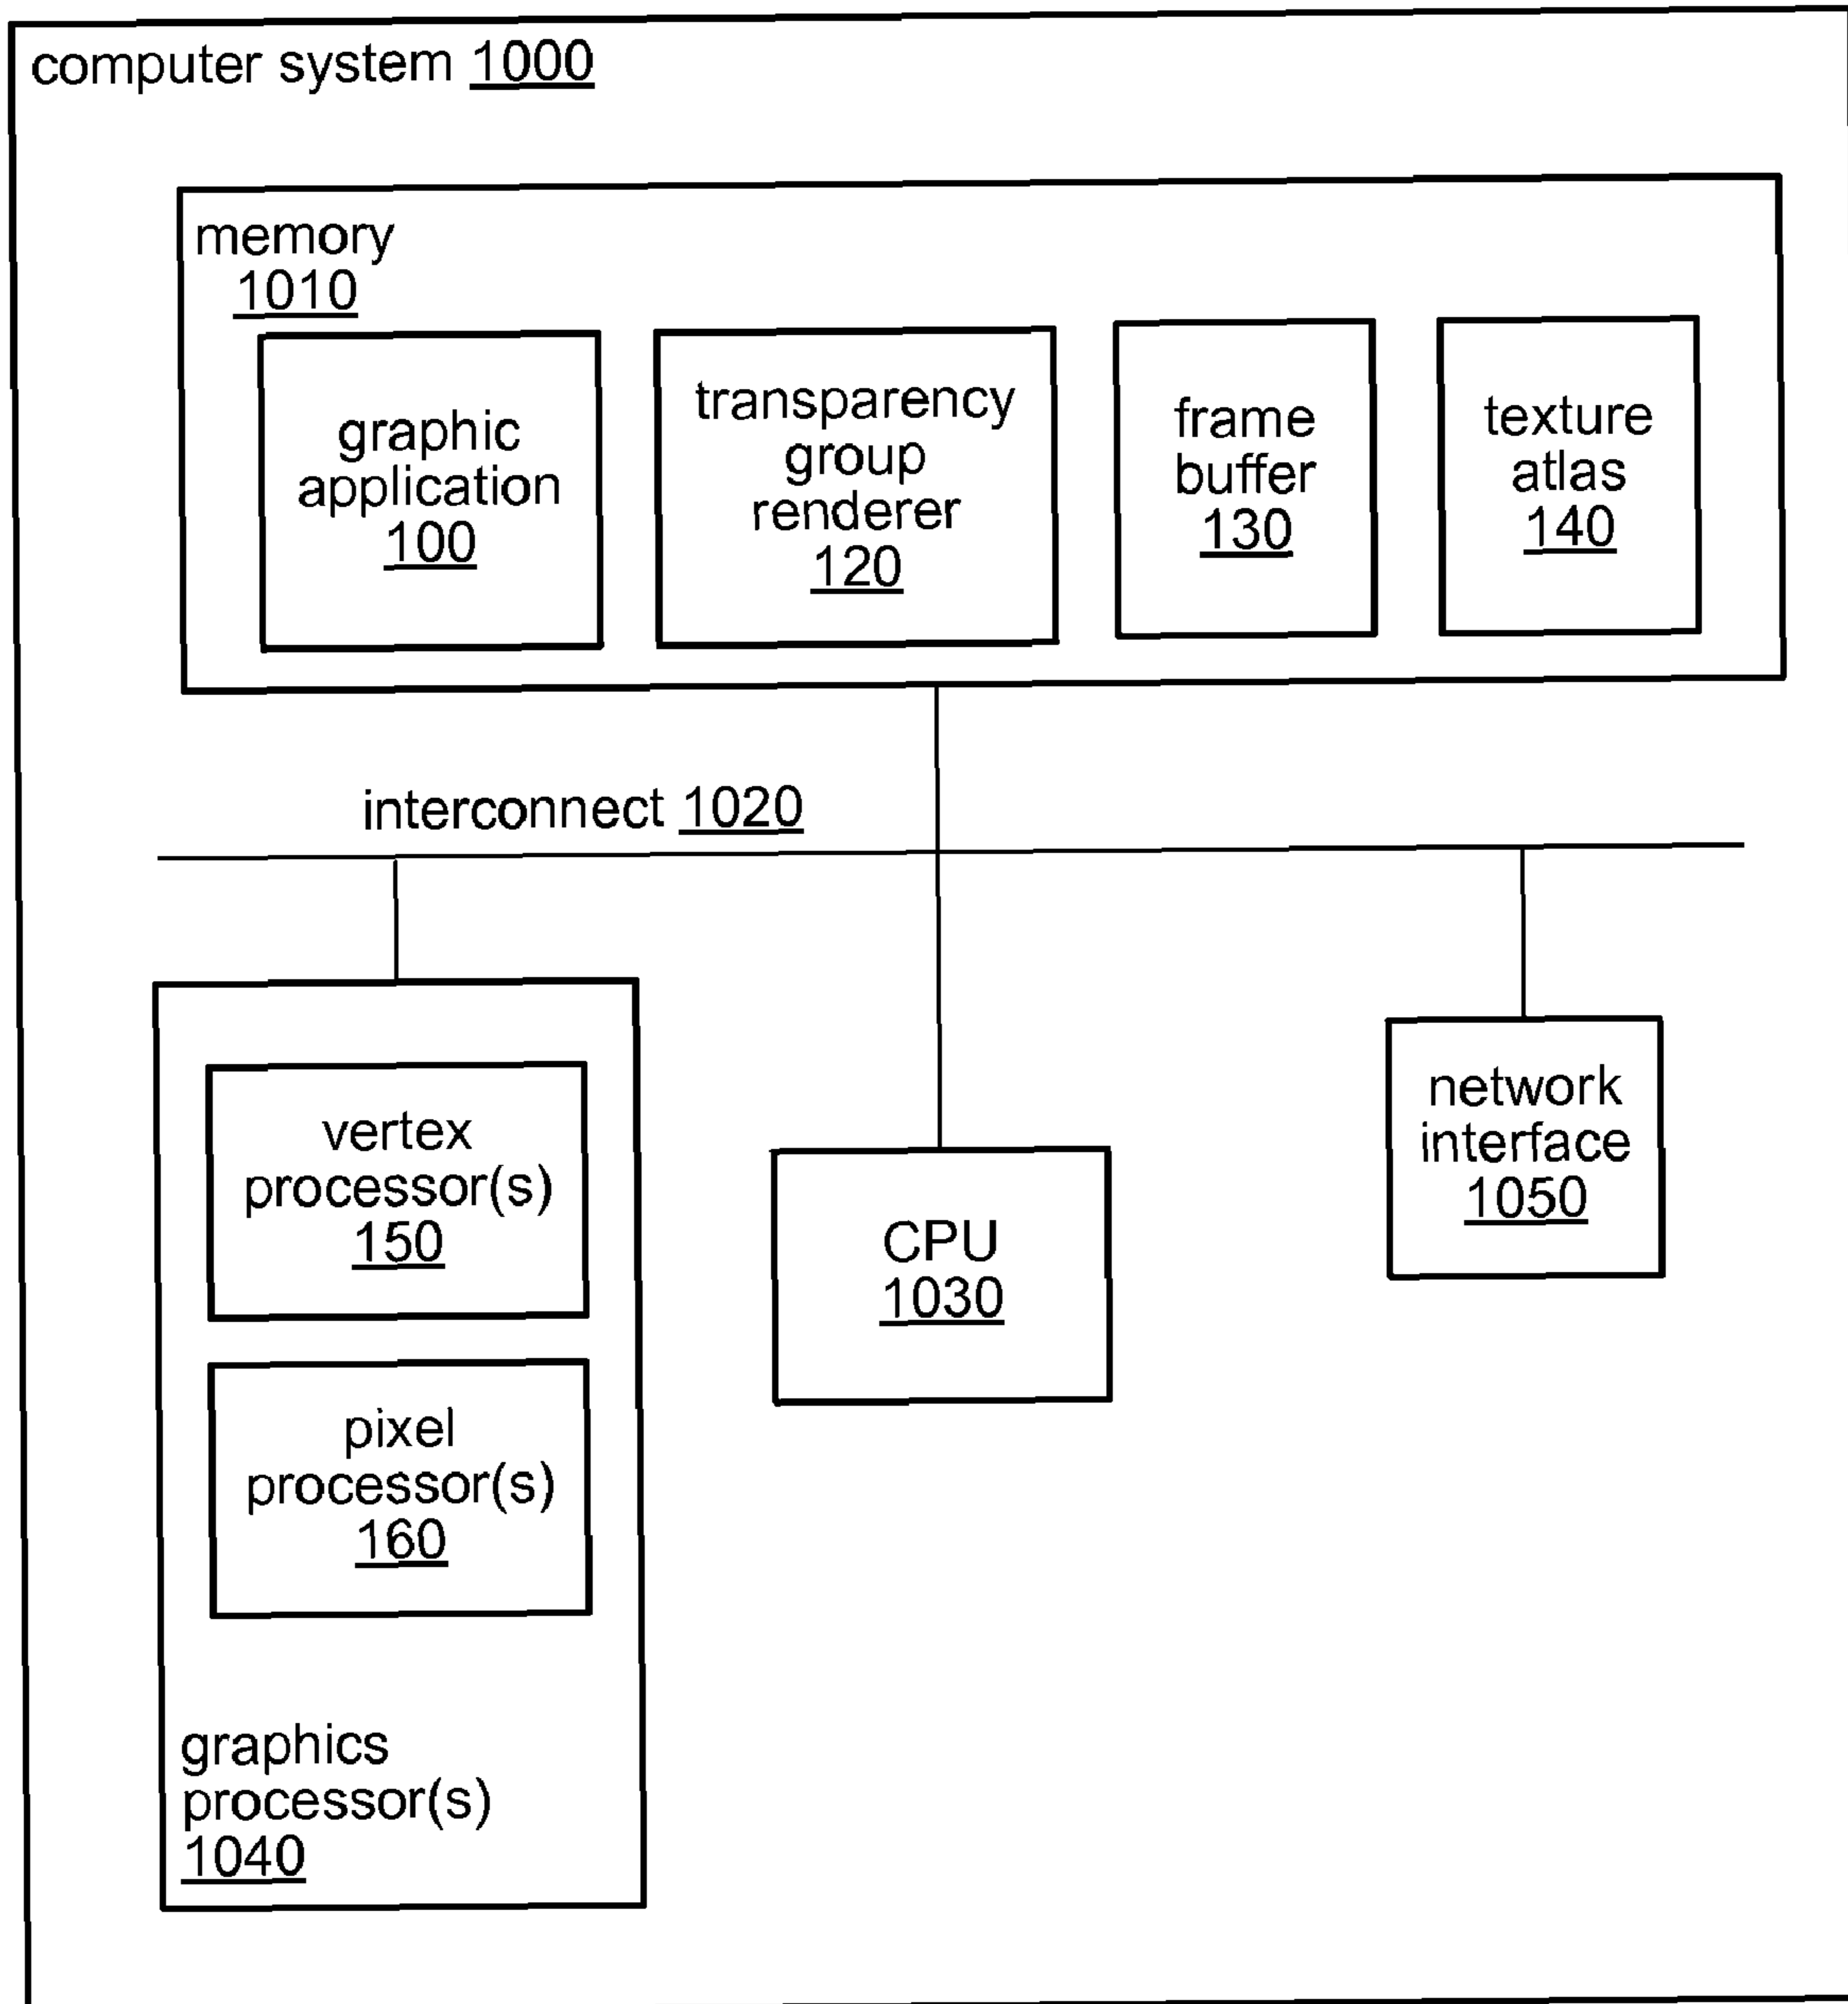 computer system 1000
memory
1010
graphic
application
100
transparency
group
renderer
120
frame
buffer
130
texture
atlas
140
interconnect 1020
vertex
processor(s)
150
pixel
processor(s)
160
graphics
processor(s)
1040
CPU
1030
network
interface
1050